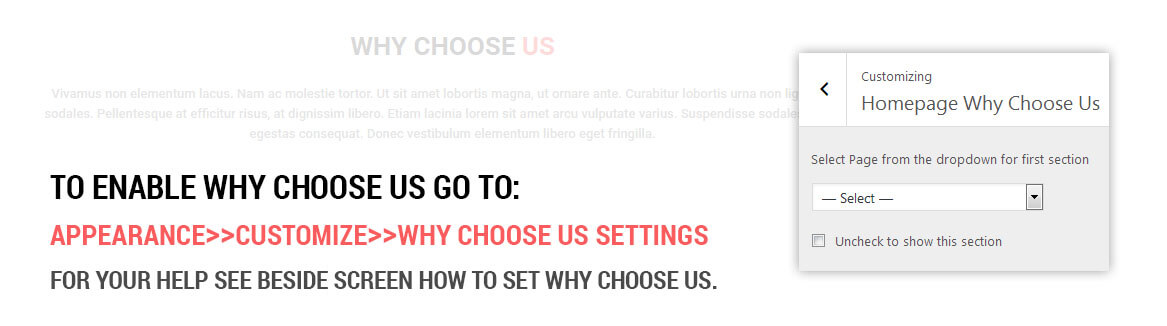 WHY CHOOSE US
Vivamus non elementum lacus. Nam ac molestie tortor. Ut sit amet lobortis magna, ut ornare ante. Curabitur lobortis urna non
sodales. Pellentesque at efficitur risus, at dignissim libero. Etiam lacinia lorem sit amet arcu vulputate varius. Suspendisse
egestas consequat. Donec vestibulum elementum libero eget fringilla.
TO ENABLE WHY CHOOSE US GO TO:
APPEARANCE>>CUSTOMIZE>>WHY CHOOSE US SETTINGS
FOR YOUR HELP SEE BESIDE SCREEN HOW TO SET WHY CHOOSE US.
Customizing
Homepage Why Choose Us
Select Page from the dropdown for first section
— Select —
Uncheck to show this section